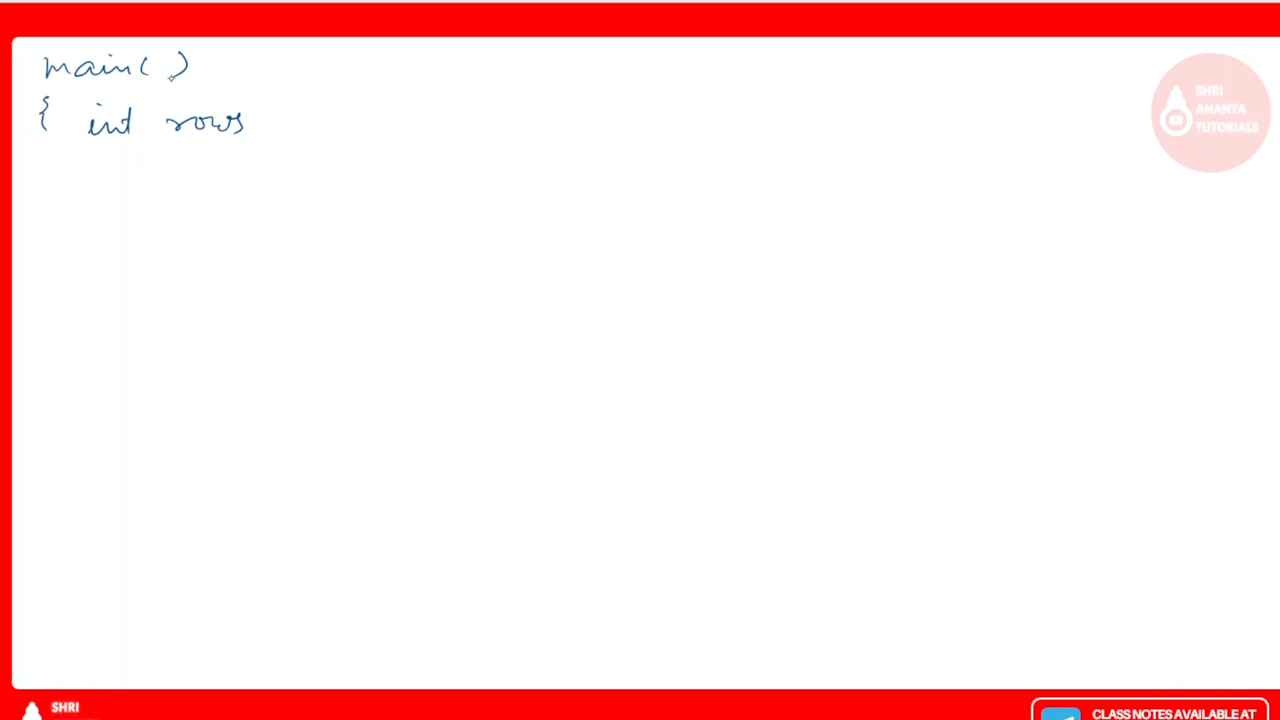 main( )
{ int rows
SHRI
ANANTA
TUTORIALS
SHRI
CLASS NOTES AVAILABLE AT